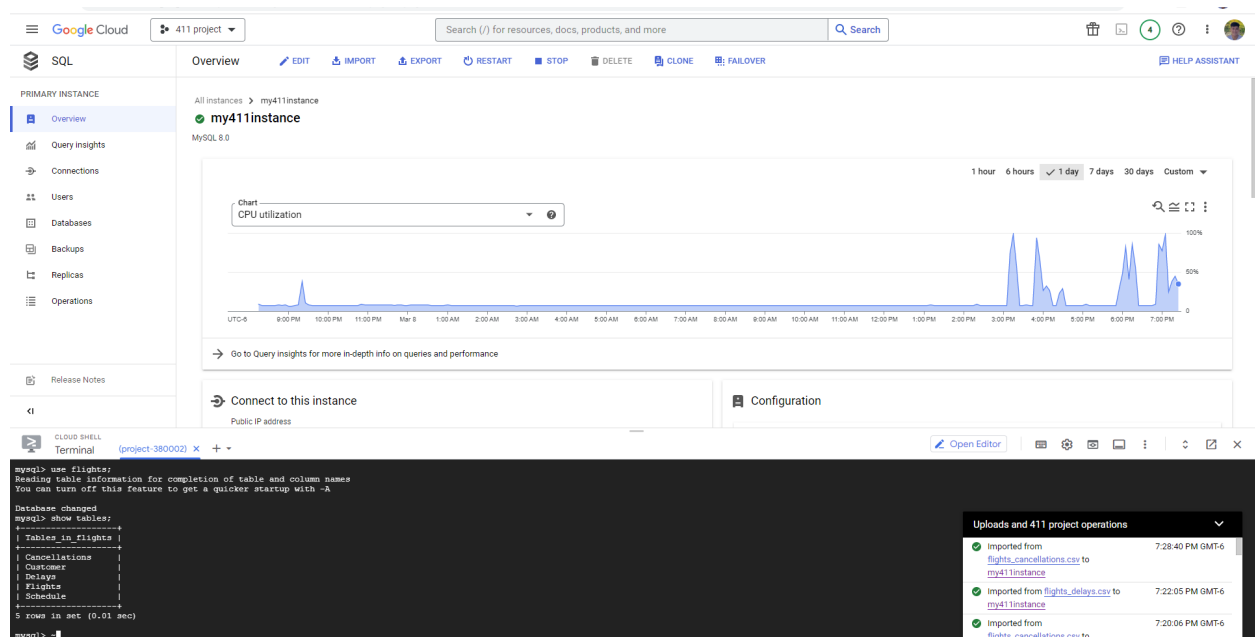 Google Cloud
411 project
Search (/) for resources, docs, products, and more
Search
4
SQL
Overview
EDIT
IMPORT
EXPORT
RESTART
STOP
DELETE
CLONE
FAILOVER
HELP ASSISTANT
PRIMARY INSTANCE
Overview
Query insights
Connections
Users
Databases
Backups
Replicas
Operations
Release Notes
All instances > my411instance
my411instance
MySQL 8.0
1 hour 6 hours 1 day 7 days 30 days Custom
Chart
CPU utilization
100%
50%
0
UTC-6 9:00 PM 10:00 PM 11:00 PM Mar 8 1:00 AM 2:00 AM 3:00 AM 4:00 AM 5:00 AM 6:00 AM 7:00 AM 8:00 AM 9:00 AM 10:00 AM 11:00 AM 12:00 PM 1:00 PM 2:00 PM 3:00 PM 4:00 PM 5:00 PM 6:00 PM 7:00 PM
Go to Query insights for more in-depth info on queries and performance
Connect to this instance
Public IP address
Configuration
CLOUD SHELL
Terminal
(project-380002)
Open Editor
mysql> use flights;
Reading table information for completion of table and column names
You can turn off this feature to get a quicker startup with -A
Database changed
mysql> show tables;
+-------------------+
| Tables_in_flights |
+-------------------+
| Cancellations     |
| Customer          |
| Delays            |
| Flights           |
| Schedule          |
+-------------------+
5 rows in set (0.01 sec)
mysql> -
Uploads and 411 project operations
Imported from 7:28:40 PM GMT-6
flights_cancellations.csv to
my411instance
Imported from flights_delays.csv to 7:22:05 PM GMT-6
my411instance
Imported from 7:20:06 PM GMT-6
flights_cancellations.csv to